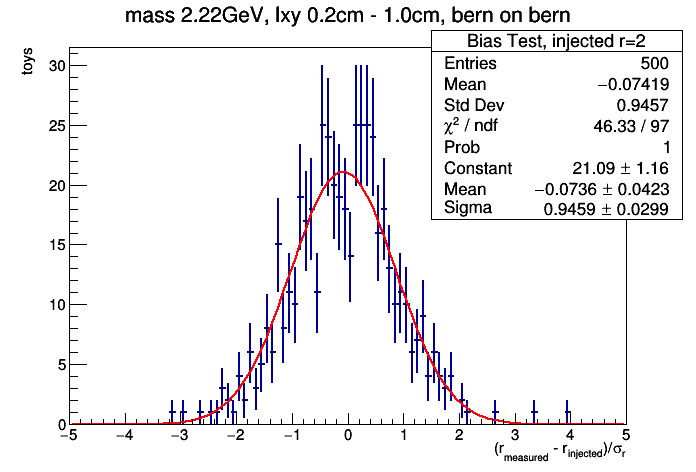 mass 2.22GeV, lxy 0.2cm - 1.0cm, bern on bern
Bias Test, injected r=2
Entries 500
Mean −0.07419
Std Dev 0.9457
χ² / ndf 46.33 / 97
Prob 1
Constant 21.09 ± 1.16
Mean −0.0736 ± 0.0423
Sigma 0.9459 ± 0.0299
toys
30
25
20
15
10
5
0
−5 −4 −3 −2 −1 0 1 2 3 4 5
(r_measured - r_injected)/σ_r